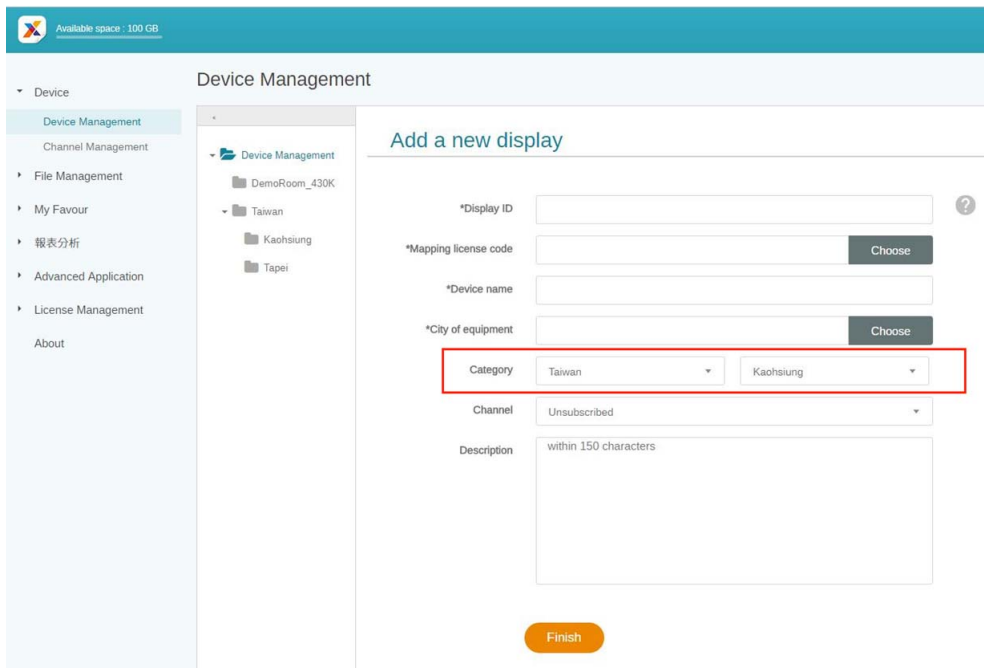 Available space : 100 GB
Device
Device Management
Channel Management
File Management
My Favour
報表分析
Advanced Application
License Management
About
Device Management
Device Management
DemoRoom_430K
Taiwan
Kaohsiung
Tapei
Add a new display
*Display ID
?
*Mapping license code
Choose
*Device name
*City of equipment
Choose
Category
Taiwan
Kaohsiung
Channel
Unsubscribed
Description
within 150 characters
Finish